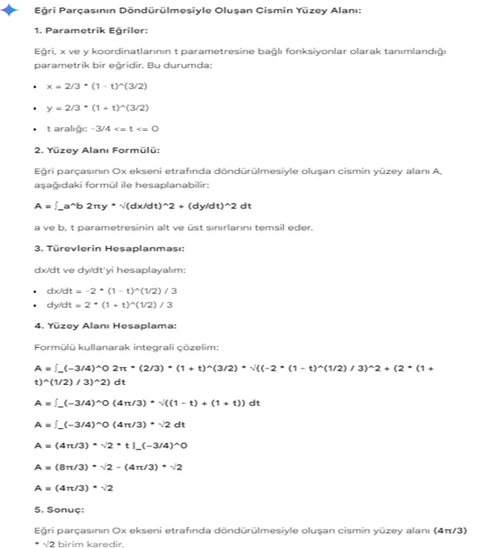 Eğri Parçasının Döndürülmesiyle Oluşan Cismin Yüzey Alanı:
1. Parametrik Eğriler:
Eğri, x ve y koordinatlarının t parametresine bağlı fonksiyonlar olarak tanımlandığı
parametrik bir eğridir. Bu durumda:
• x = 2/3 * (1 - t)^(3/2)
• y = 2/3 * (1 + t)^(3/2)
• t aralığı: -3/4 <= t <= 0
2. Yüzey Alanı Formülü:
Eğri parçasının Ox ekseni etrafında döndürülmesiyle oluşan cismin yüzey alanı A,
aşağıdaki formül ile hesaplanabilir:
A = ∫_a^b 2πy * √(dx/dt)^2 + (dy/dt)^2 dt
a ve b, t parametresinin alt ve üst sınırlarını temsil eder.
3. Türevlerin Hesaplanması:
dx/dt ve dy/dt'yi hesaplayalım:
• dx/dt = -2 * (1 - t)^(1/2) / 3
• dy/dt = 2 * (1 + t)^(1/2) / 3
4. Yüzey Alanı Hesaplama:
Formülü kullanarak integrali çözelim:
A = ∫_(-3/4)^0 2π * (2/3) * (1 + t)^(3/2) * √((-2 * (1 - t)^(1/2) / 3)^2 + (2 * (1 +
t)^(1/2) / 3)^2) dt
A = ∫_(-3/4)^0 (4π/3) * √((1 - t) + (1 + t)) dt
A = ∫_(-3/4)^0 (4π/3) * √2 dt
A = (4π/3) * √2 * t |_(-3/4)^0
A = (8π/3) * √2 - (4π/3) * √2
A = (4π/3) * √2
5. Sonuç:
Eğri parçasının Ox ekseni etrafında döndürülmesiyle oluşan cismin yüzey alanı (4π/3)
* √2 birim karedir.